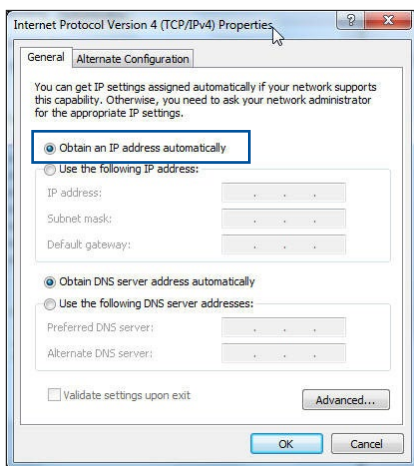 Internet Protocol Version 4 (TCP/IPv4) Properties
General
Alternate Configuration
You can get IP settings assigned automatically if your network supports
this capability. Otherwise, you need to ask your network administrator
for the appropriate IP settings.
Obtain an IP address automatically
Use the following IP address:
IP address:
Subnet mask:
Default gateway:
Obtain DNS server address automatically
Use the following DNS server addresses:
Preferred DNS server:
Alternate DNS server:
Validate settings upon exit
Advanced...
OK
Cancel